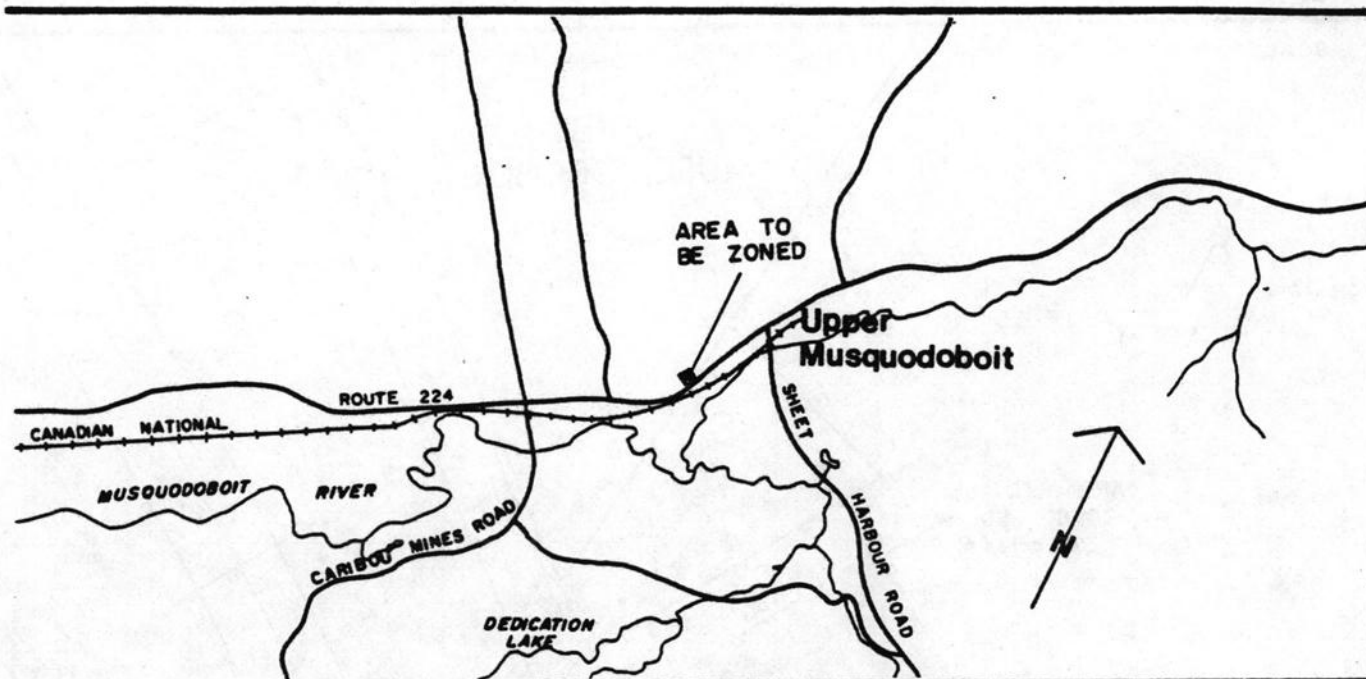 AREA TO
BE ZONED
Upper
Musquodoboit
ROUTE 224
CANADIAN NATIONAL
SHEET HARBOUR ROAD
MUSQUODOBOIT RIVER
CARIBOU MINES ROAD
DEDICATION
LAKE
N